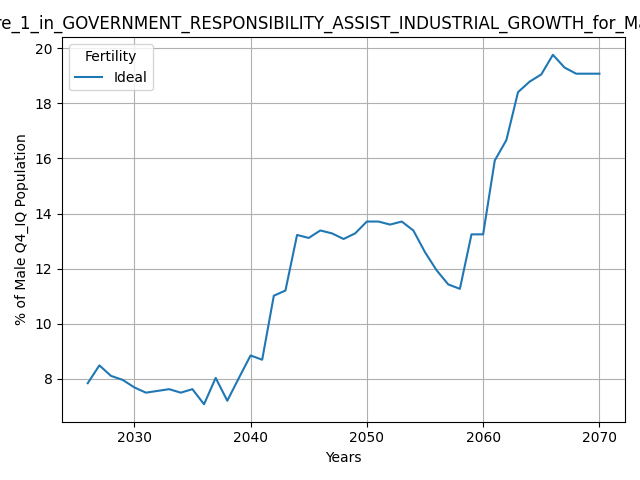 re_1_in_GOVERNMENT_RESPONSIBILITY_ASSIST_INDUSTRIAL_GROWTH_for_Ma
Fertility
Ideal
20
18
16
14
12
10
8
% of Male Q4_IQ Population
2030 2040 2050 2060 2070
Years